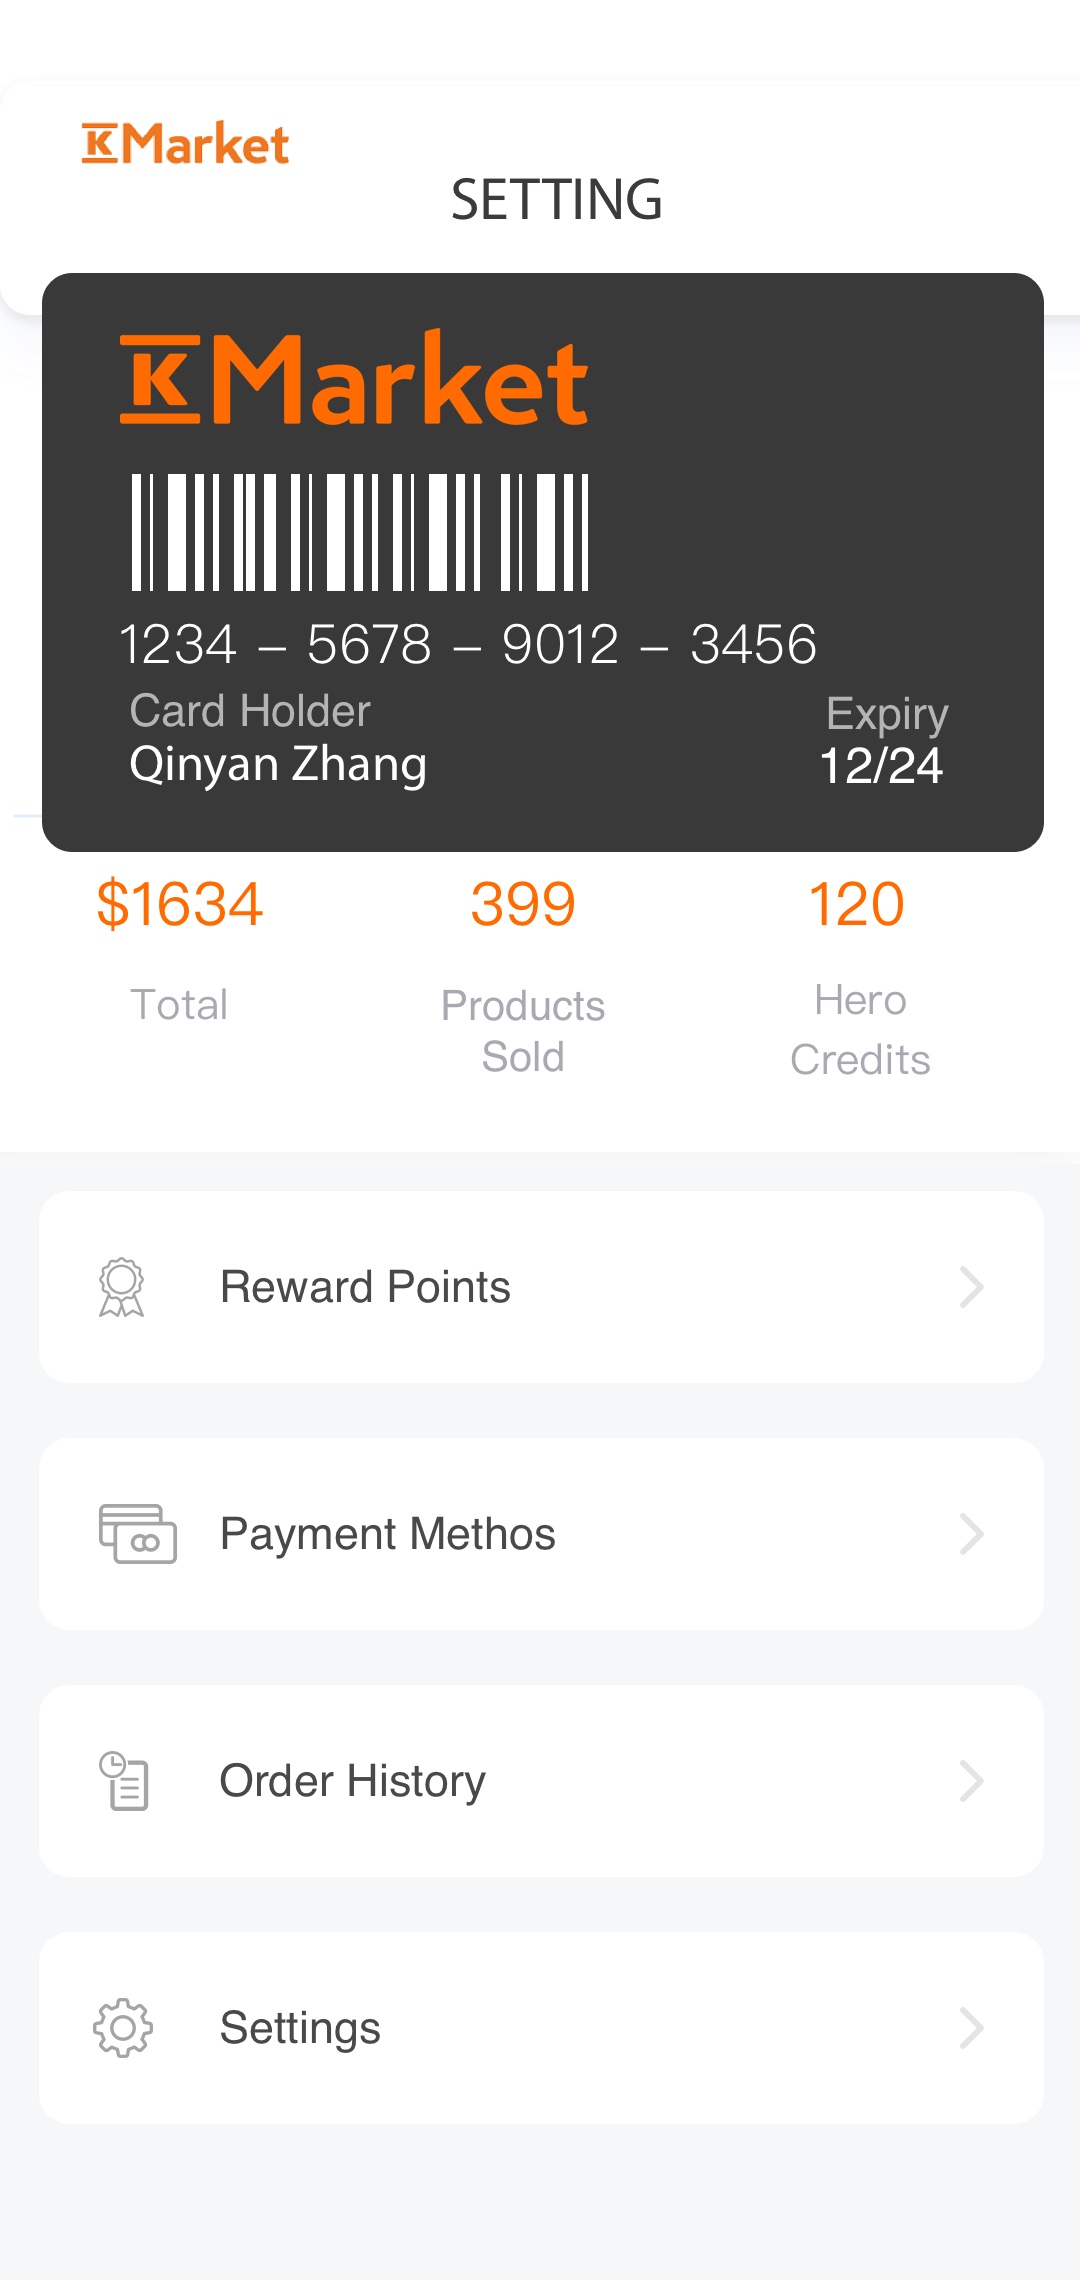 KMarket
SETTING
KMarket
1234 – 5678 – 9012 – 3456
Card Holder
Expiry
Qinyan Zhang
12/24
$1634
399
120
Total
Products
Sold
Hero
Credits
Reward Points
Payment Methos
Order History
Settings